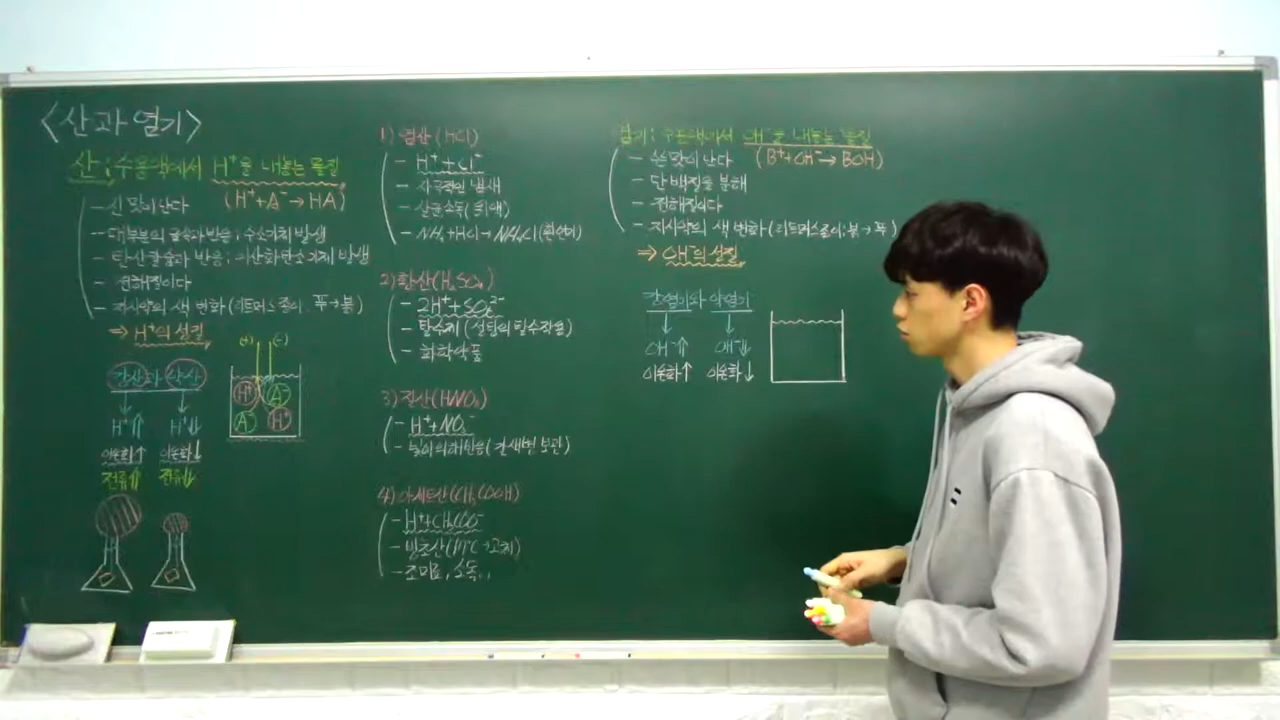 <산과 염기>
산 : 수용액에서 H⁺을 내놓는 물질
(H⁺+A⁻→HA)
- 신 맛이 난다
- 대부분의 금속과 반응 : 수소기체 발생
- 탄산칼슘과 반응 : 이산화탄소 기체 발생
- 전해질이다
- 지시약의 색 변화 (리트머스 종이 푸→붉)
⇒ H⁺의 성질
강산과 약산
H⁺⇈ H⁺⇊
이온화↑ 이온화↓
전류⇈ 전류⇊
(+) (-)
H⁺ A⁻
A⁻ H⁺
1) 염산 (HCl)
- H⁺+Cl⁻
- 자극적인 냄새
- 살균소독 (위액)
- NH₃+HCl→NH₄Cl (흰연기)
2) 황산 (H₂SO₄)
- 2H⁺+SO₄²⁻
- 탈수제 (설탕의 탈수작용)
- 화학약품
3) 질산 (HNO₃)
- H⁺+NO₃⁻
- 빛에 의해 반응 (갈색병 보관)
4) 아세트산 (CH₃COOH)
- H⁺+CH₃COO⁻
- 빙초산 (17℃→고체)
- 조미료, 소독..
염기 : 수용액에서 OH⁻을 내놓는 물질
- 쓴 맛이 난다 (B⁺+OH⁻→BOH)
- 단백질을 분해
- 전해질이다
- 지시약의 색 변화 (리트머스종이 : 붉→푸)
⇒ OH⁻의 성질
강염기와 약염기
OH⁻⇈ OH⁻⇊
이온화↑ 이온화↓